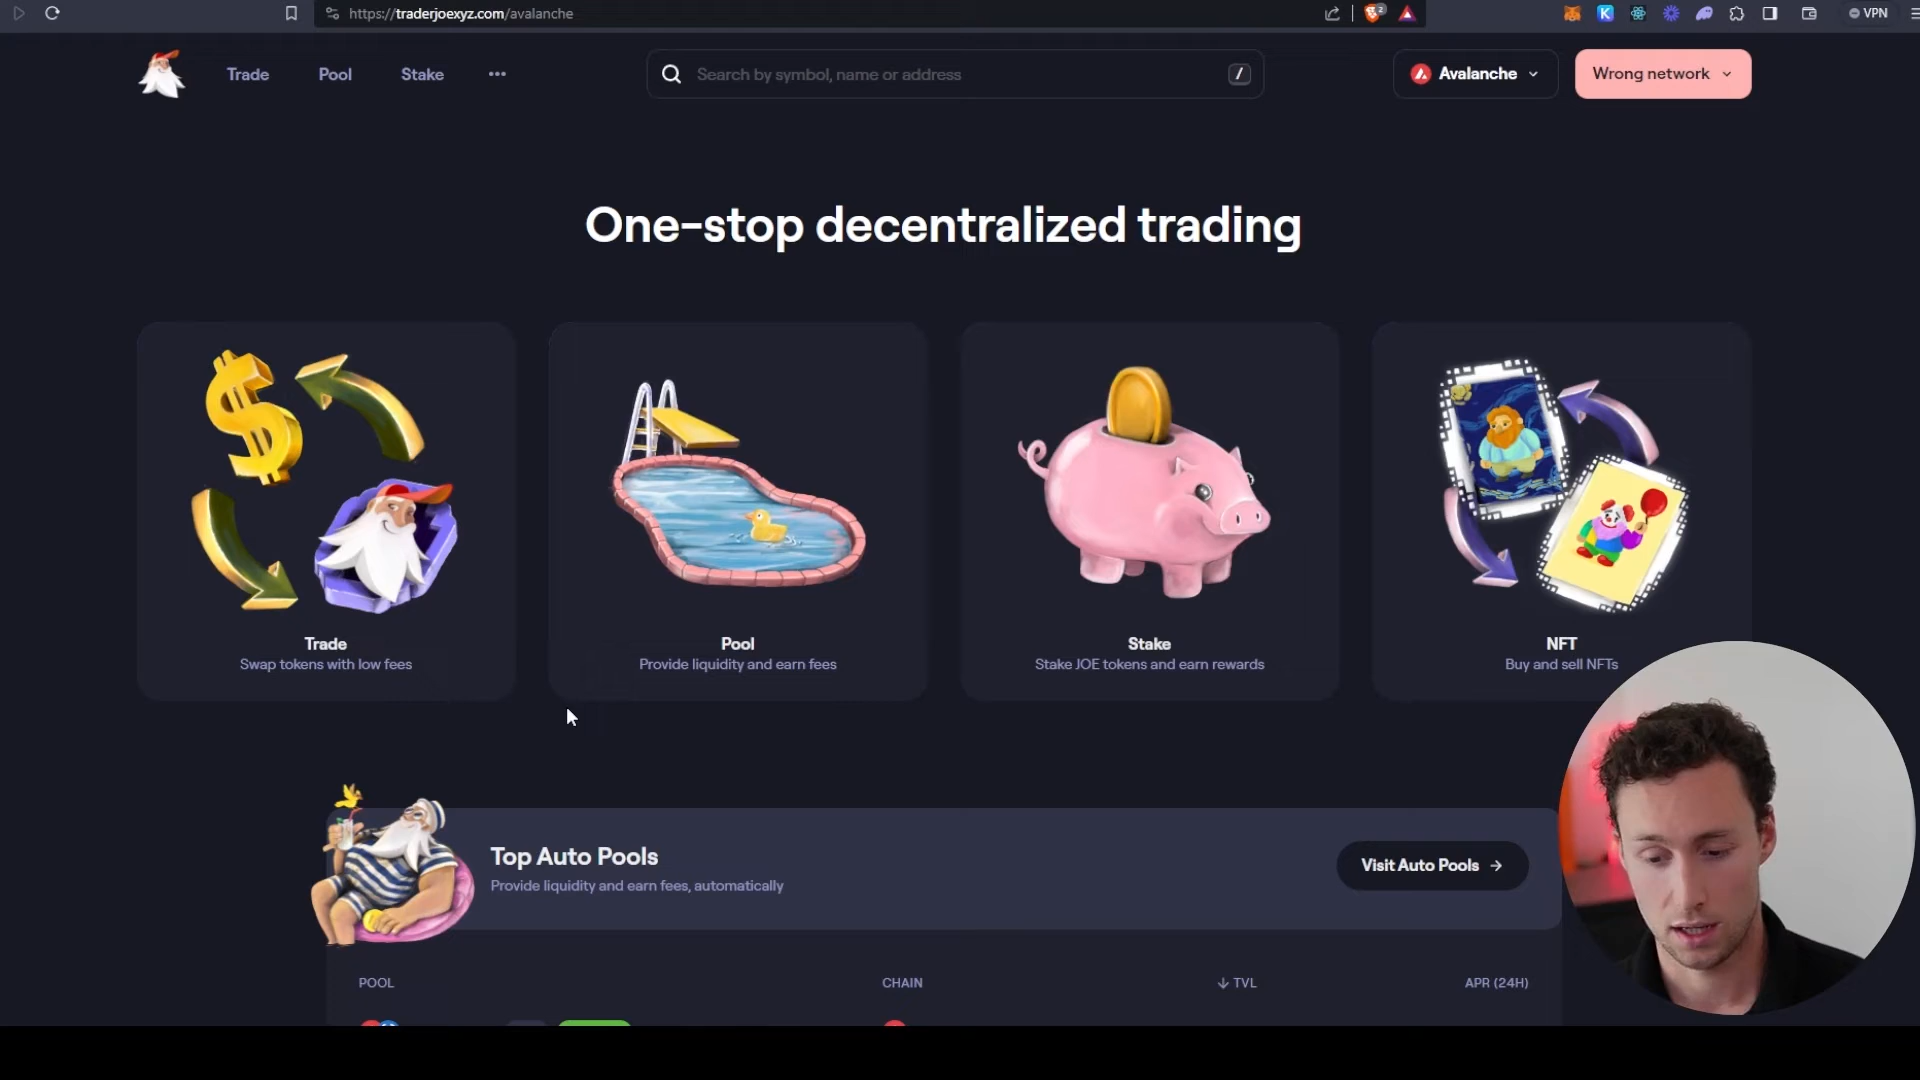 https://traderjoexyz.com/avalanche
2
K
VPN
Trade
Pool
Stake
Search by symbol, name or address
/
Avalanche
Wrong network
One-stop decentralized trading
Trade
Swap tokens with low fees
Pool
Provide liquidity and earn fees
Stake
Stake JOE tokens and earn rewards
NFT
Buy and sell NFTs
Top Auto Pools
Provide liquidity and earn fees, automatically
Visit Auto Pools →
POOL
CHAIN
↓ TVL
APR (24H)